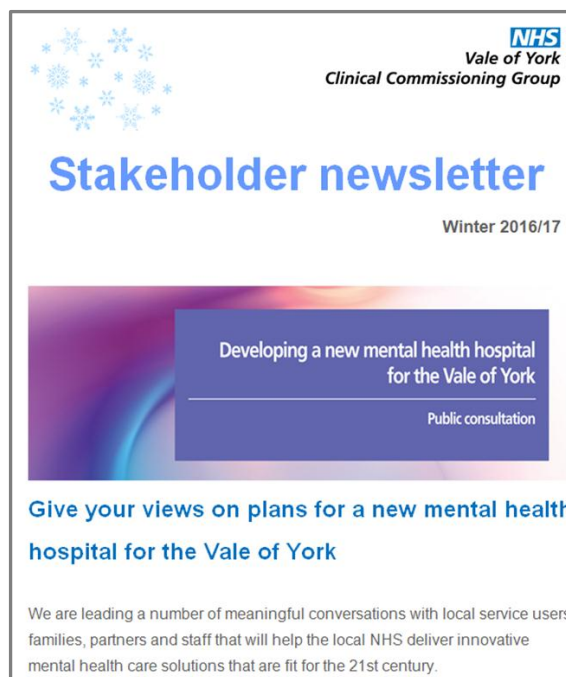 NHS
Vale of York
Clinical Commissioning Group
Stakeholder newsletter
Winter 2016/17
Developing a new mental health hospital
for the Vale of York
Public consultation
Give your views on plans for a new mental health
hospital for the Vale of York
We are leading a number of meaningful conversations with local service users
families, partners and staff that will help the local NHS deliver innovative
mental health care solutions that are fit for the 21st century.